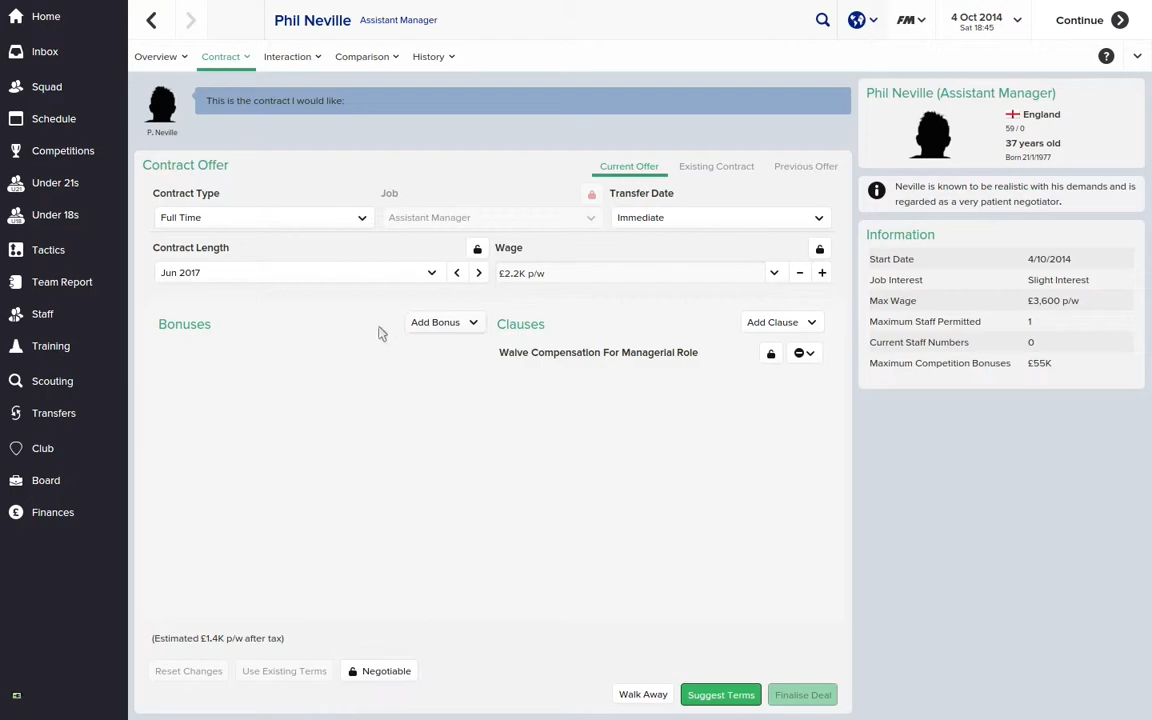 Home
Inbox
Squad
Schedule
Competitions
Under 21s
Under 18s
Tactics
Team Report
Staff
Training
Scouting
Transfers
Club
Board
Finances
Phil Neville Assistant Manager
FM
4 Oct 2014
Sat 18:45
Continue
Overview
Contract
Interaction
Comparison
History
?
P. Neville
This is the contract I would like:
Contract Offer
Current Offer
Existing Contract
Previous Offer
Contract Type
Job
Transfer Date
Full Time
Assistant Manager
Immediate
Contract Length
Wage
Jun 2017
£2.2K p/w
Bonuses
Add Bonus
Clauses
Add Clause
Waive Compensation For Managerial Role
(Estimated £1.4K p/w after tax)
Reset Changes
Use Existing Terms
Negotiable
Walk Away
Suggest Terms
Finalise Deal
Phil Neville (Assistant Manager)
England
59 / 0
37 years old
Born 21/1/1977
Neville is known to be realistic with his demands and is
regarded as a very patient negotiator.
Information
Start Date 4/10/2014
Job Interest Slight Interest
Max Wage £3,600 p/w
Maximum Staff Permitted 1
Current Staff Numbers 0
Maximum Competition Bonuses £55K